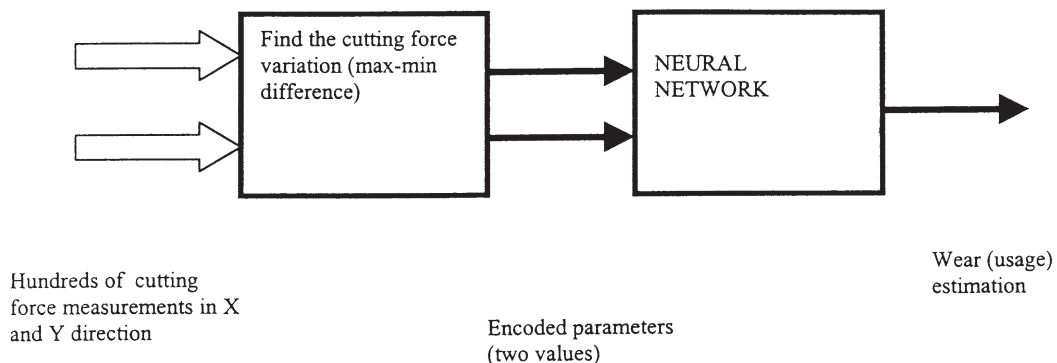 Find the cutting force
variation (max-min
difference)
NEURAL
NETWORK
Hundreds of cutting
force measurements in X
and Y direction
Encoded parameters
(two values)
Wear (usage)
estimation